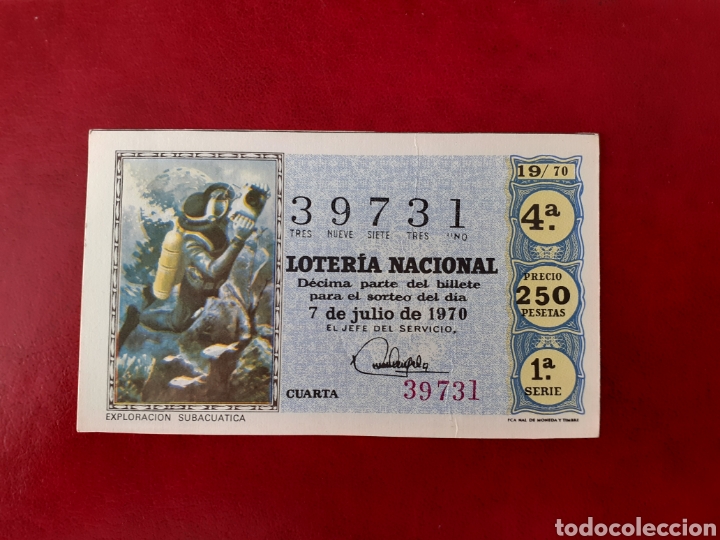 19/70
39731
TRES NUEVE SIETE TRES UNO
4ª.
LOTERÍA NACIONAL
Décima parte del billete
para el sorteo del día
7 de julio de 1970
EL JEFE DEL SERVICIO,
PRECIO
250
PESETAS
CUARTA
39731
1ª.
SERIE
EXPLORACION SUBACUATICA
FCA NAL DE MONEDA Y TIMBRE
todocoleccion
todocoleccion.net